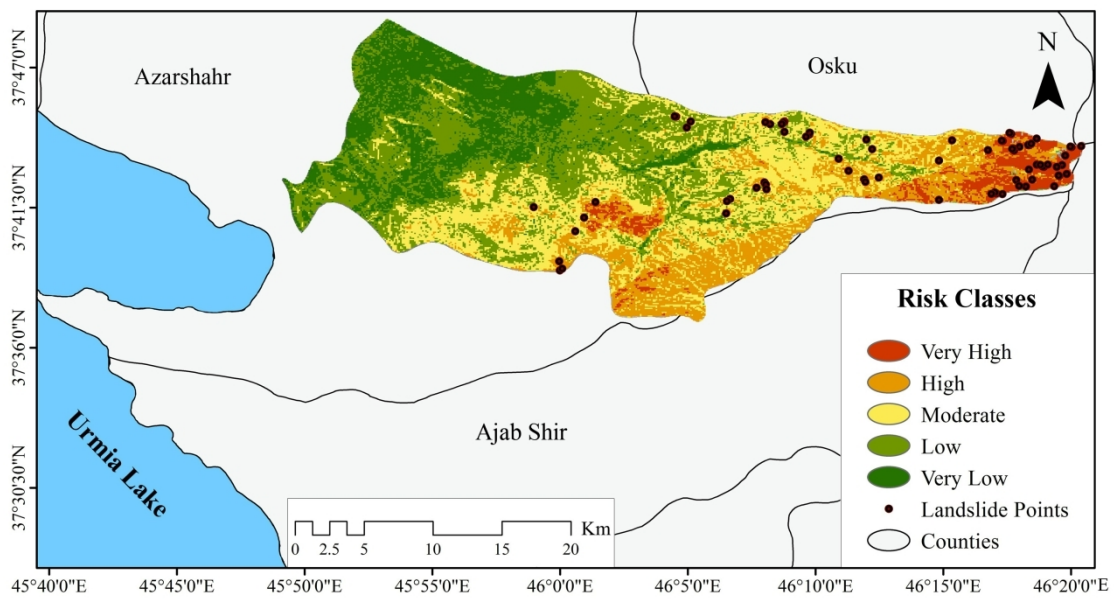 Azarshahr
Osku
N
Ajab Shir
Urmia Lake
Risk Classes
Very High
High
Moderate
Low
Very Low
Landslide Points
Counties
Km
0 2.5 5 10 15 20
37°47'0"N
37°41'30"N
37°36'0"N
37°30'30"N
45°40'0"E 45°45'0"E 45°50'0"E 45°55'0"E 46°0'0"E 46°5'0"E 46°10'0"E 46°15'0"E 46°20'0"E